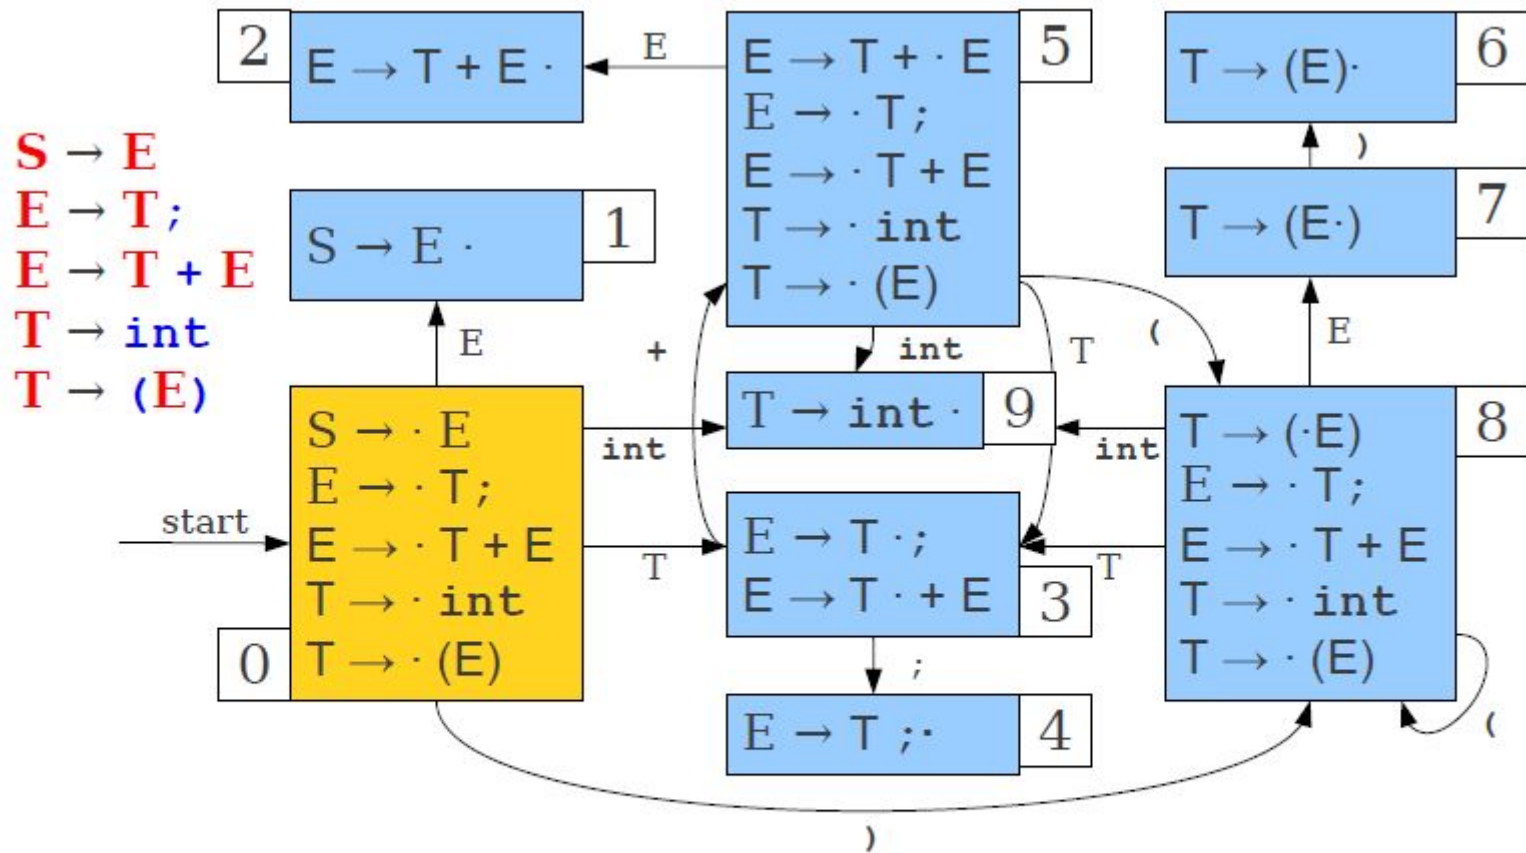 S → E
E → T ;
E → T + E
T → int
T → (E)
start
0
S → · E
E → · T ;
E → · T + E
T → · int
T → · (E)
E
1
S → E ·
2
E → T + E ·
E
5
E → T + · E
E → · T ;
E → · T + E
T → · int
T → · (E)
+
int
T
(
int
9
T → int ·
int
T
3
E → T · ;
E → T · + E
T
;
4
E → T ; ·
6
T → (E)·
)
7
T → (E·)
E
8
T → (·E)
E → · T ;
E → · T + E
T → · int
T → · (E)
(
)